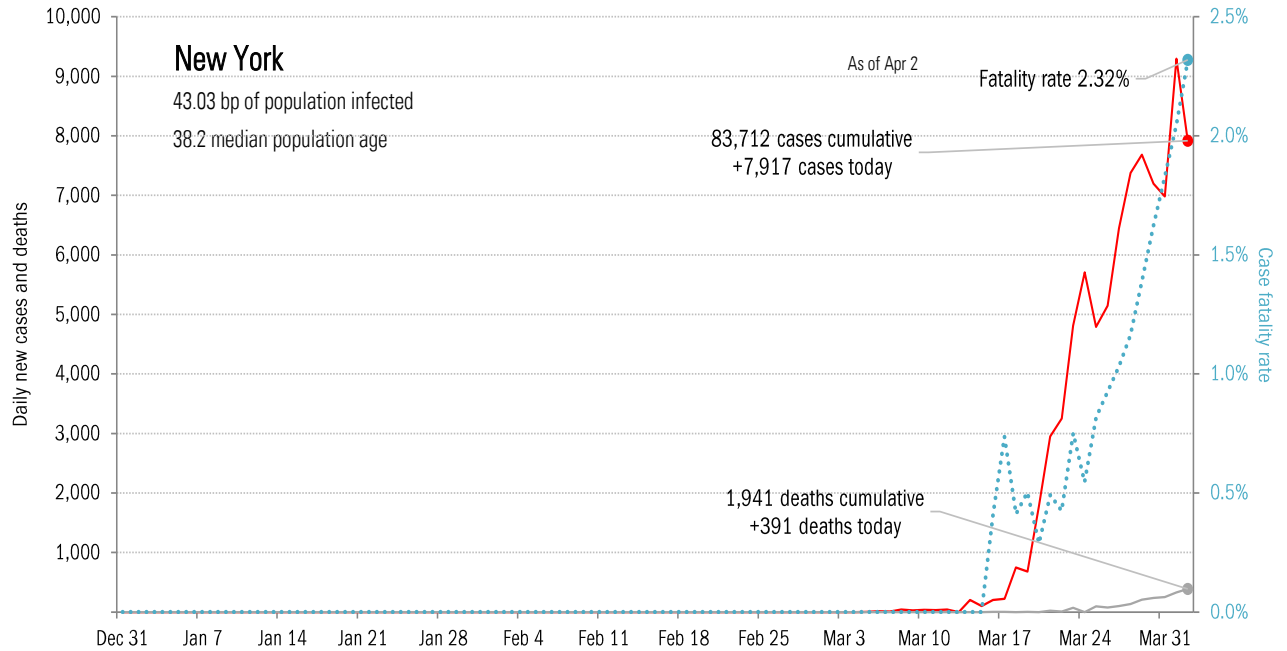 New York
43.03 bp of population infected
38.2 median population age
As of Apr 2
Fatality rate 2.32%
83,712 cases cumulative
+7,917 cases today
1,941 deaths cumulative
+391 deaths today
Daily new cases and deaths
10,000
9,000
8,000
7,000
6,000
5,000
4,000
3,000
2,000
1,000
2.5%
2.0%
1.5%
1.0%
0.5%
0.0%
Case fatality rate
Dec 31 Jan 7 Jan 14 Jan 21 Jan 28 Feb 4 Feb 11 Feb 18 Feb 25 Mar 3 Mar 10 Mar 17 Mar 24 Mar 31